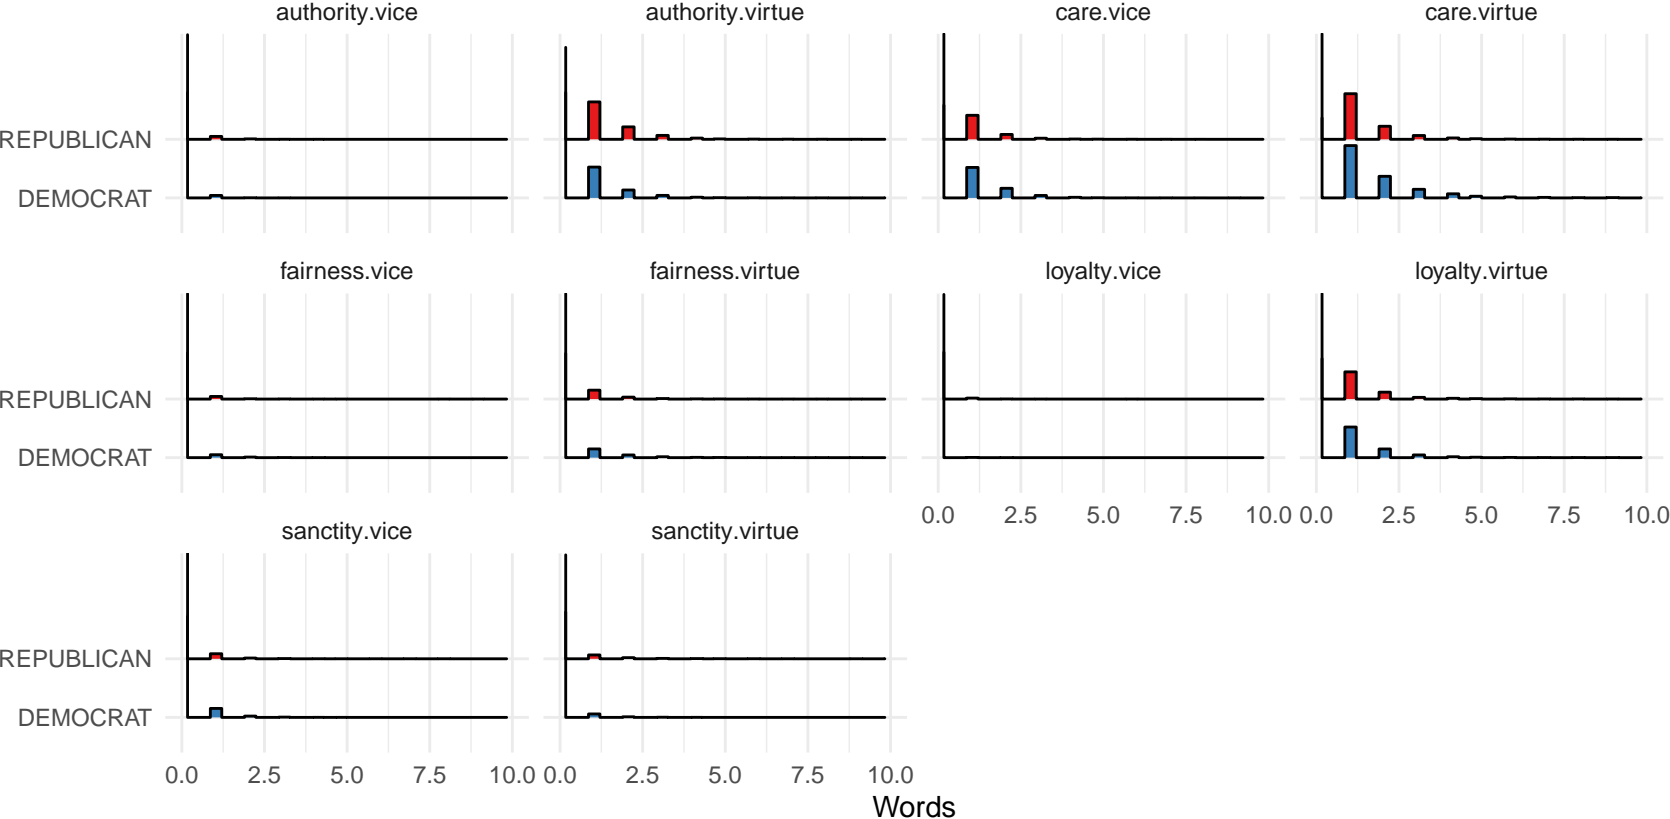 authority.vice authority.virtue care.vice care.virtue
REPUBLICAN
DEMOCRAT
fairness.vice fairness.virtue loyalty.vice loyalty.virtue
REPUBLICAN
DEMOCRAT
0.0 2.5 5.0 7.5 10.0 0.0 2.5 5.0 7.5 10.0
sanctity.vice sanctity.virtue
REPUBLICAN
DEMOCRAT
0.0 2.5 5.0 7.5 10.0 0.0 2.5 5.0 7.5 10.0
Words